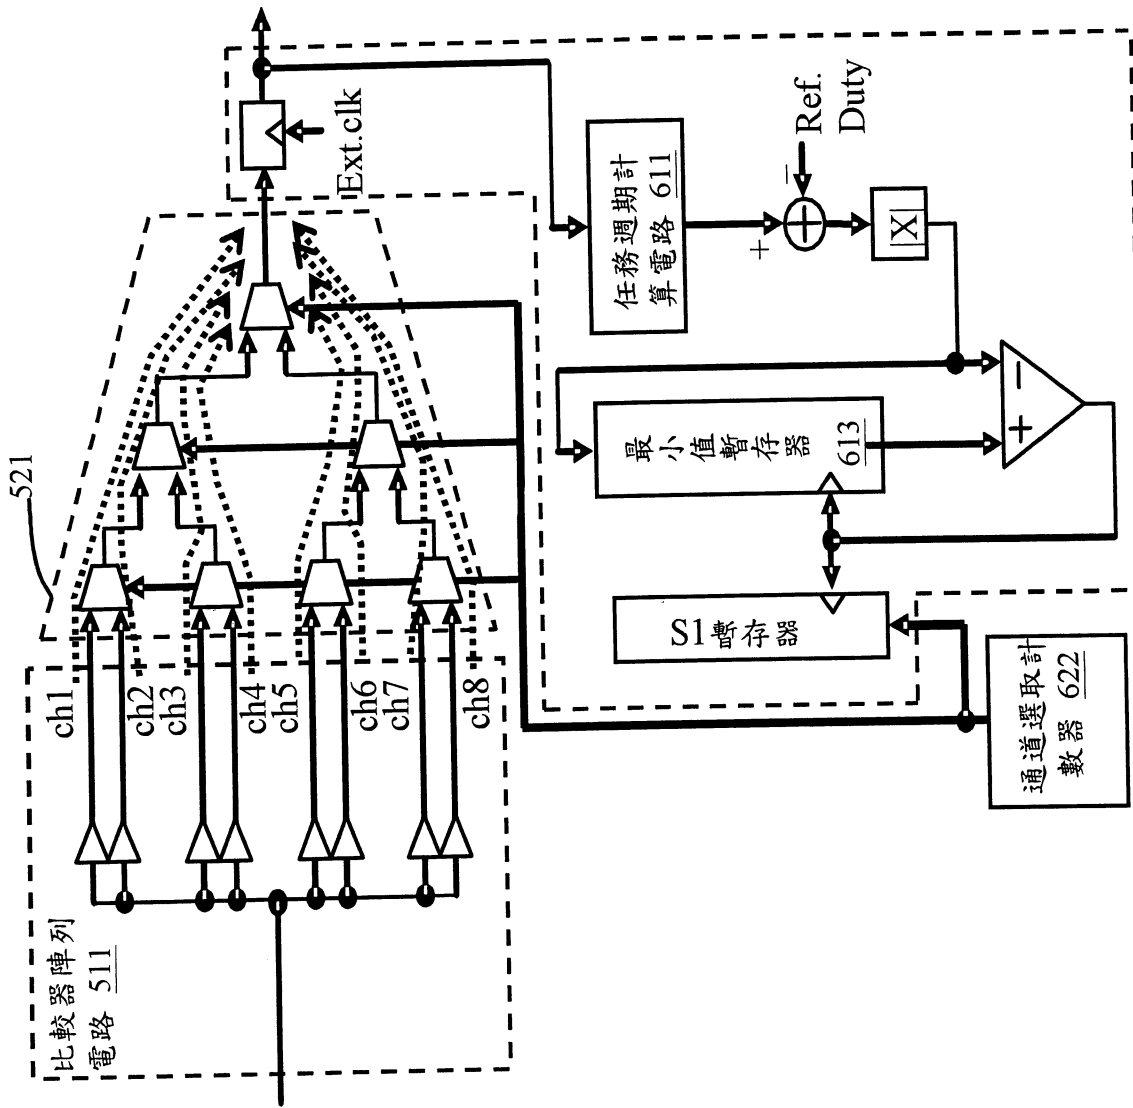 比較器陣列
電路 511
521
ch1
ch2
ch3
ch4
ch5
ch6
ch7
ch8
Ext.clk
任務週期計
算電路 611
+
−
Ref.
Duty
|X|
最小值暫存
器 613
+
−
S1暫存器
通道選取計
數器 622